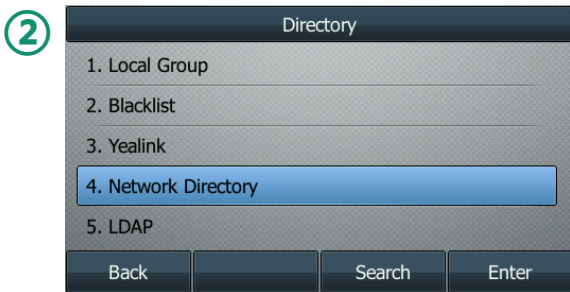 2
Directory
1. Local Group
2. Blacklist
3. Yealink
4. Network Directory
5. LDAP
Back Search Enter